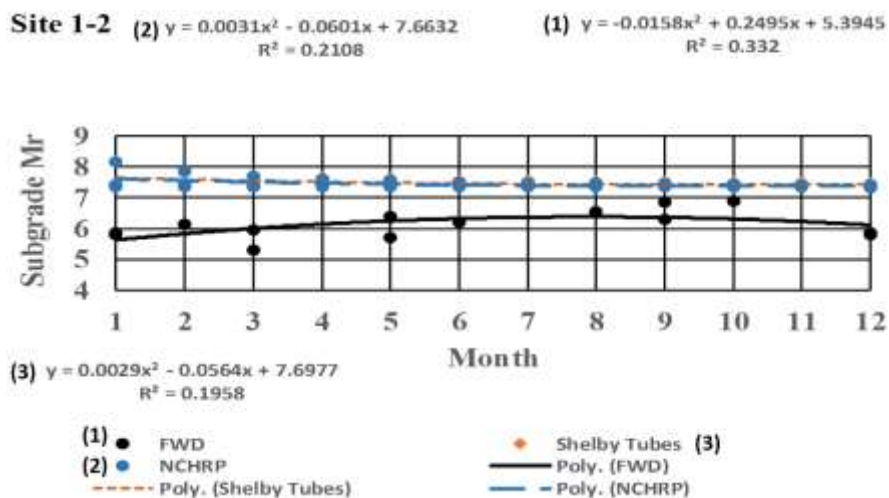 Site 1-2 (2) y = 0.0031x² - 0.0601x + 7.6632 (1) y = -0.0158x² + 0.2495x + 5.3945
R² = 0.2108 R² = 0.332
9
8
7
6
5
4
Subgrade Mr
1 2 3 4 5 6 7 8 9 10 11 12
Month
(3) y = 0.0029x² - 0.0564x + 7.6977
R² = 0.1958
(1) FWD Shelby Tubes (3)
(2) NCHRP Poly. (FWD)
Poly. (Shelby Tubes) Poly. (NCHRP)